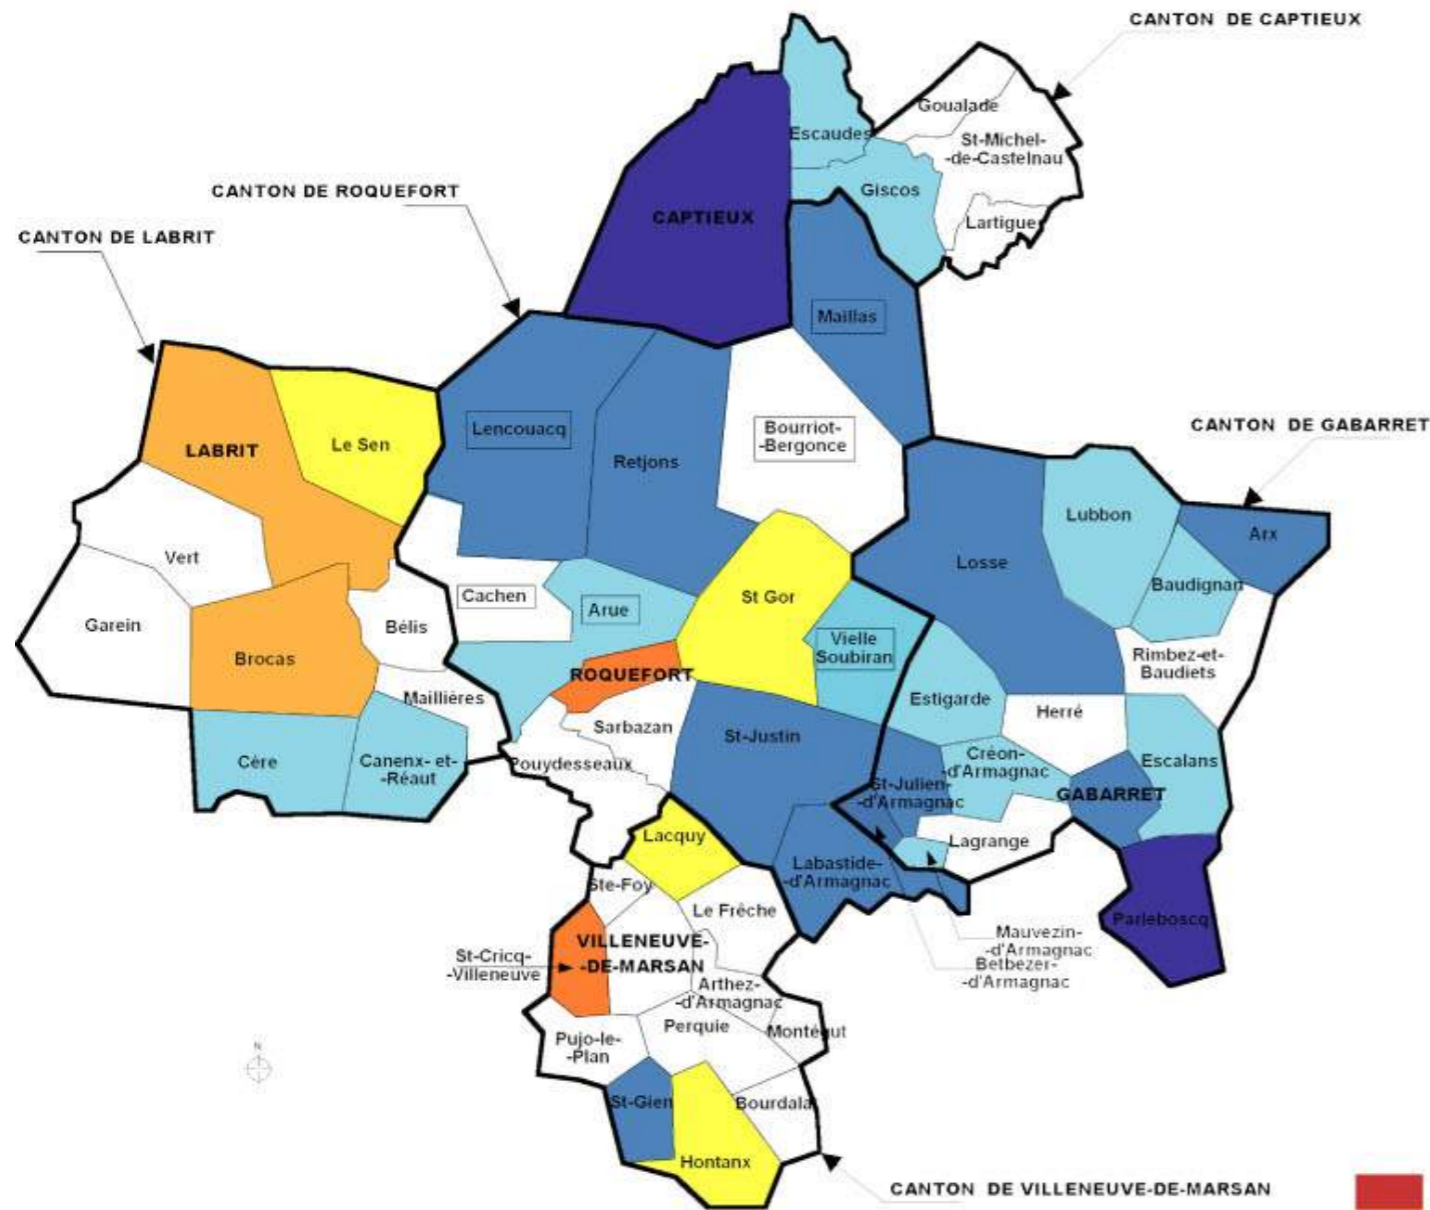 CANTON DE CAPTIEUX
Goualade
Escaudes
St-Michel-
-de-Castelnau
CANTON DE ROQUEFORT
Giscos
CAPTIEUX
Lartigue
CANTON DE LABRIT
Maillas
CANTON DE GABARRET
Lencouacq
Bourriot-
-Bergonce
LABRIT
Le Sen
Retjons
Lubbon
Arx
Vert
Losse
Baudignan
Cachen
Arue
St Gor
Garein
Bélis
Vielle
Soubiran
Brocas
Rimbez-et-
Baudiets
ROQUEFORT
Maillières
Estigarde
Herré
Sarbazan
St-Justin
Cère
Canenx- et-
-Réaut
Pouydesseaux
Créon-
-d'Armagnac
Escalans
St-Julien-
-d'Armagnac
GABARRET
Lacquy
Lagrange
Labastide-
-d'Armagnac
Ste-Foy
Le Frêche
Parleboscq
VILLENEUVE-
-DE-MARSAN
St-Cricq-
-Villeneuve
Mauvezin-
-d'Armagnac
Betbezer-
-d'Armagnac
Arthez-
-d'Armagnac
Perquie
Montégut
Pujo-le-
-Plan
N
St-Gien
Bourdala
Hontanx
CANTON DE VILLENEUVE-DE-MARSAN